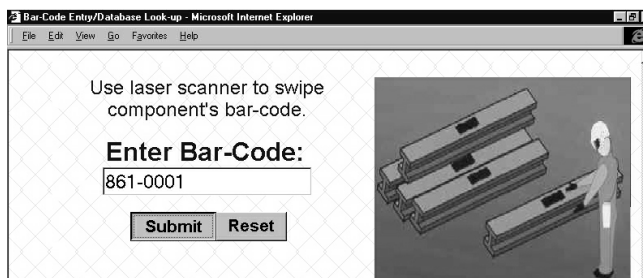 Bar-Code Entry/Database Look-up - Microsoft Internet Explorer
File Edit View Go Favorites Help
Use laser scanner to swipe
component's bar-code.
Enter Bar-Code:
861-0001
Submit Reset